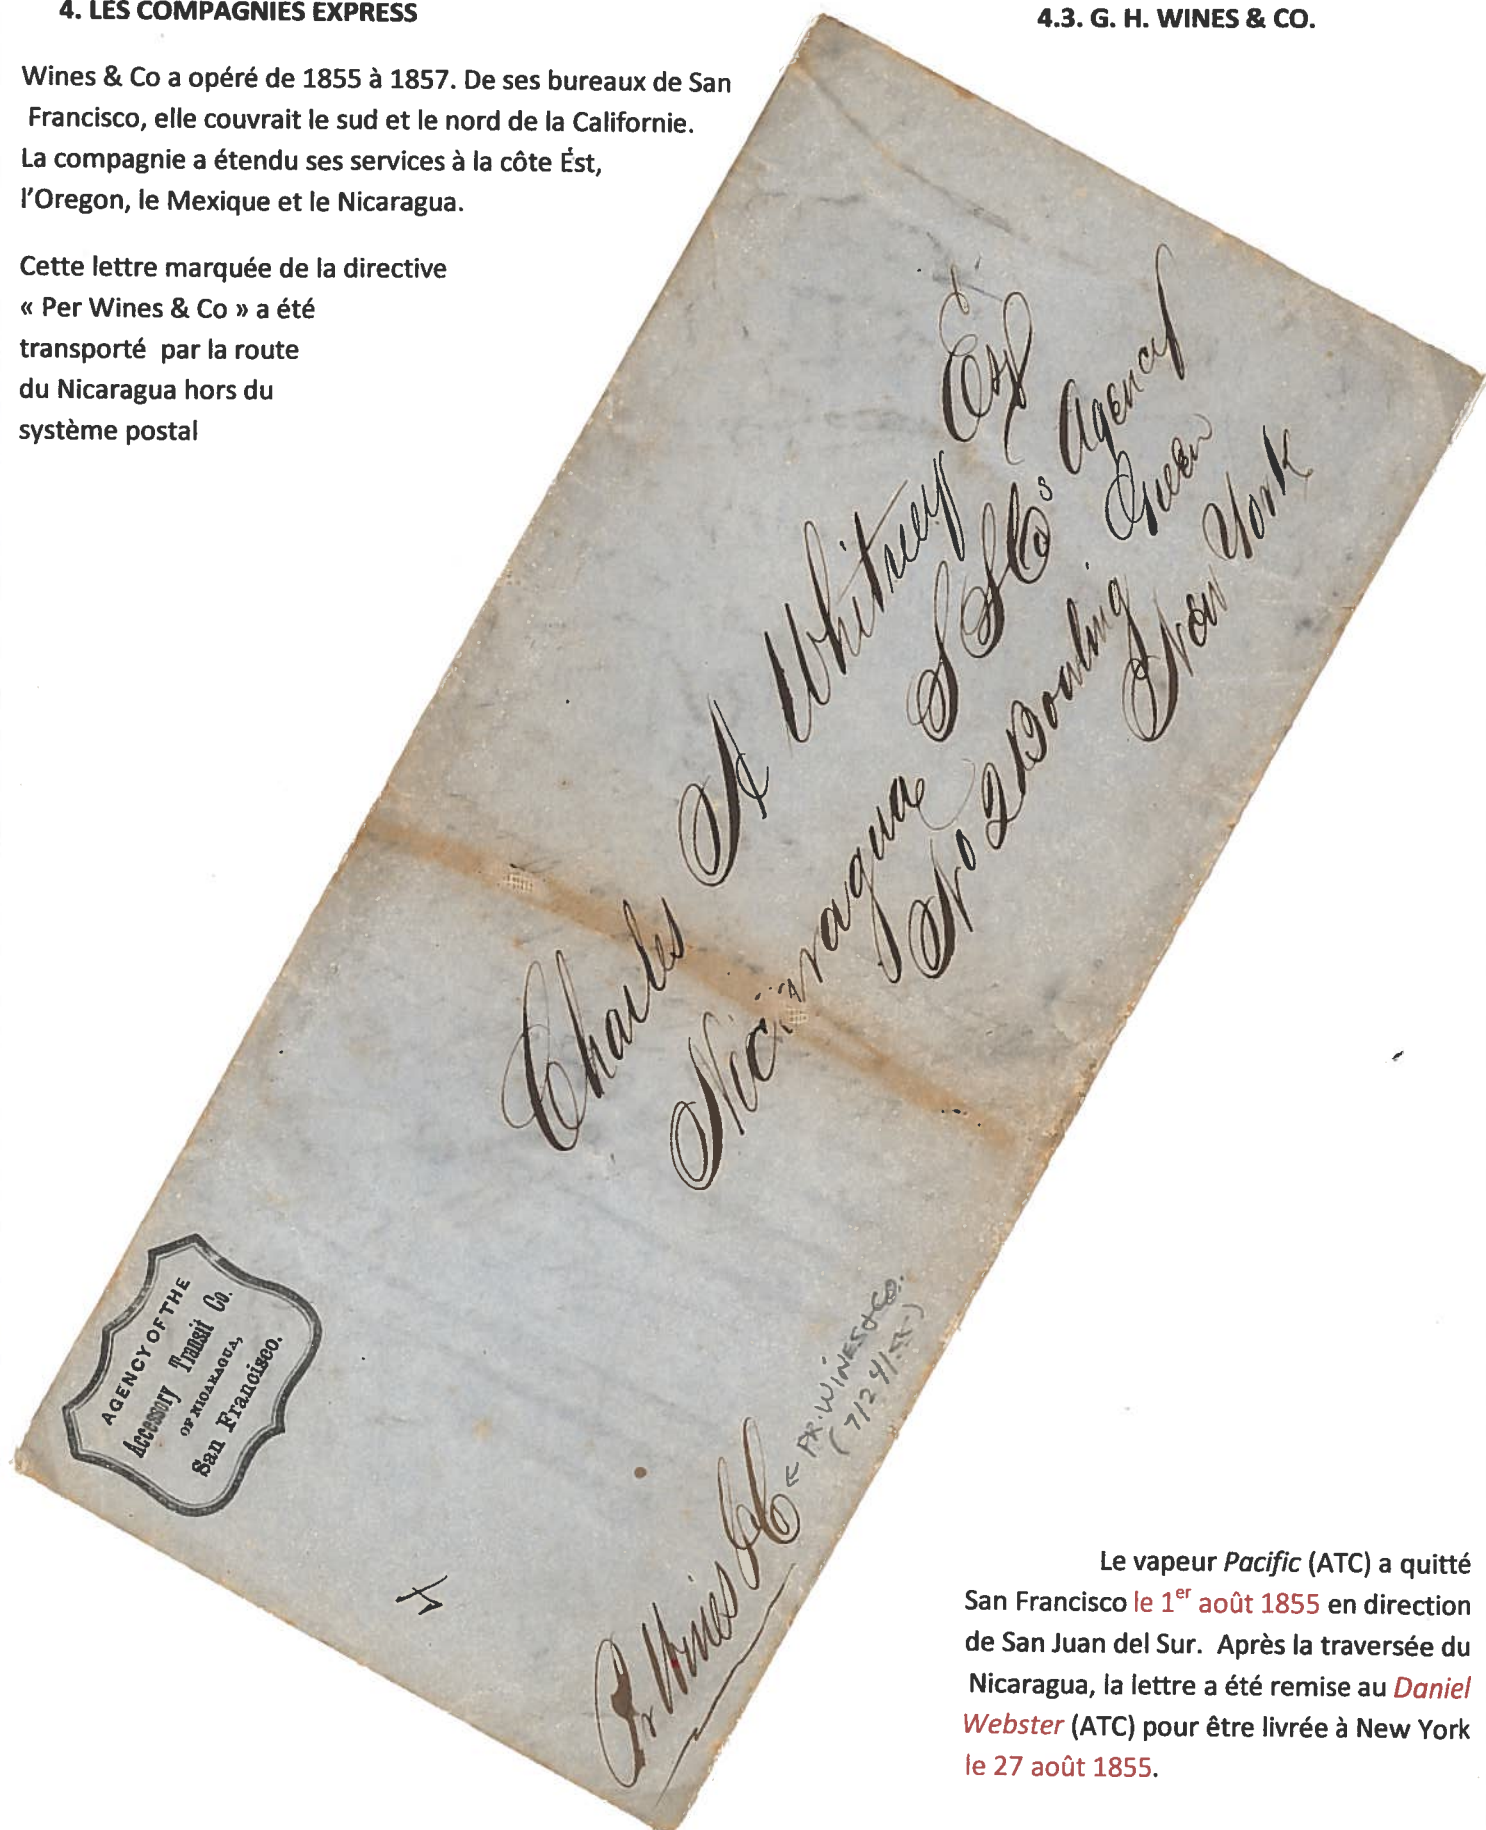 4. LES COMPAGNIES EXPRESS
4.3. G. H. WINES & CO.
Wines & Co a opéré de 1855 à 1857. De ses bureaux de San
Francisco, elle couvrait le sud et le nord de la Californie.
La compagnie a étendu ses services à la côte Ést,
l'Oregon, le Mexique et le Nicaragua.
Cette lettre marquée de la directive
« Per Wines & Co » a été
transporté par la route
du Nicaragua hors du
système postal
Charles A Whitney Esq
Nicaragua S S Cos Agency
No 2 Bowling Green
New York
AGENCY OF THE
Accessory Transit Co.
OF NICARAGUA,
San Francisco.
Pr Wines & C
PR. WINES & CO.
(7/24/55)
Le vapeur Pacific (ATC) a quitté
San Francisco le 1er août 1855 en direction
de San Juan del Sur. Après la traversée du
Nicaragua, la lettre a été remise au Daniel
Webster (ATC) pour être livrée à New York
le 27 août 1855.